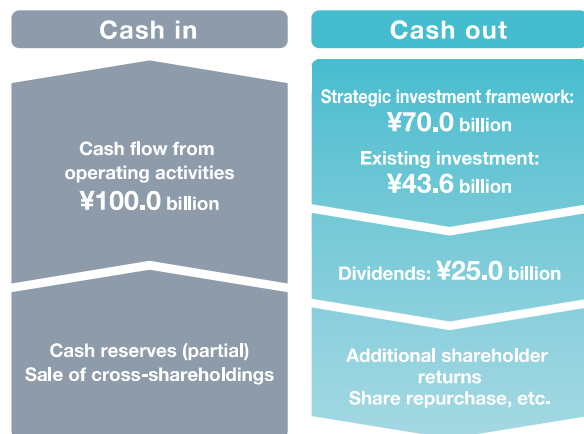 Cash in
Cash flow from
operating activities
¥100.0 billion
Cash reserves (partial)
Sale of cross-shareholdings
Cash out
Strategic investment framework:
¥70.0 billion
Existing investment:
¥43.6 billion
Dividends: ¥25.0 billion
Additional shareholder
returns
Share repurchase, etc.